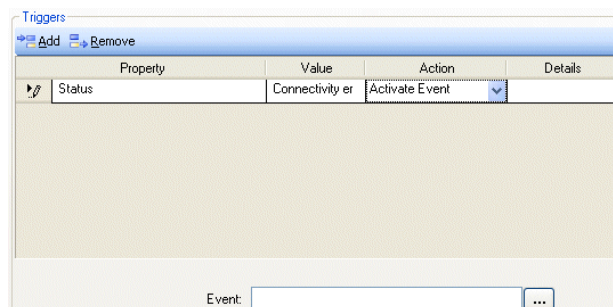 Triggers
Add Remove
Property Value Action Details
Status Connectivity er Activate Event
Event: ...